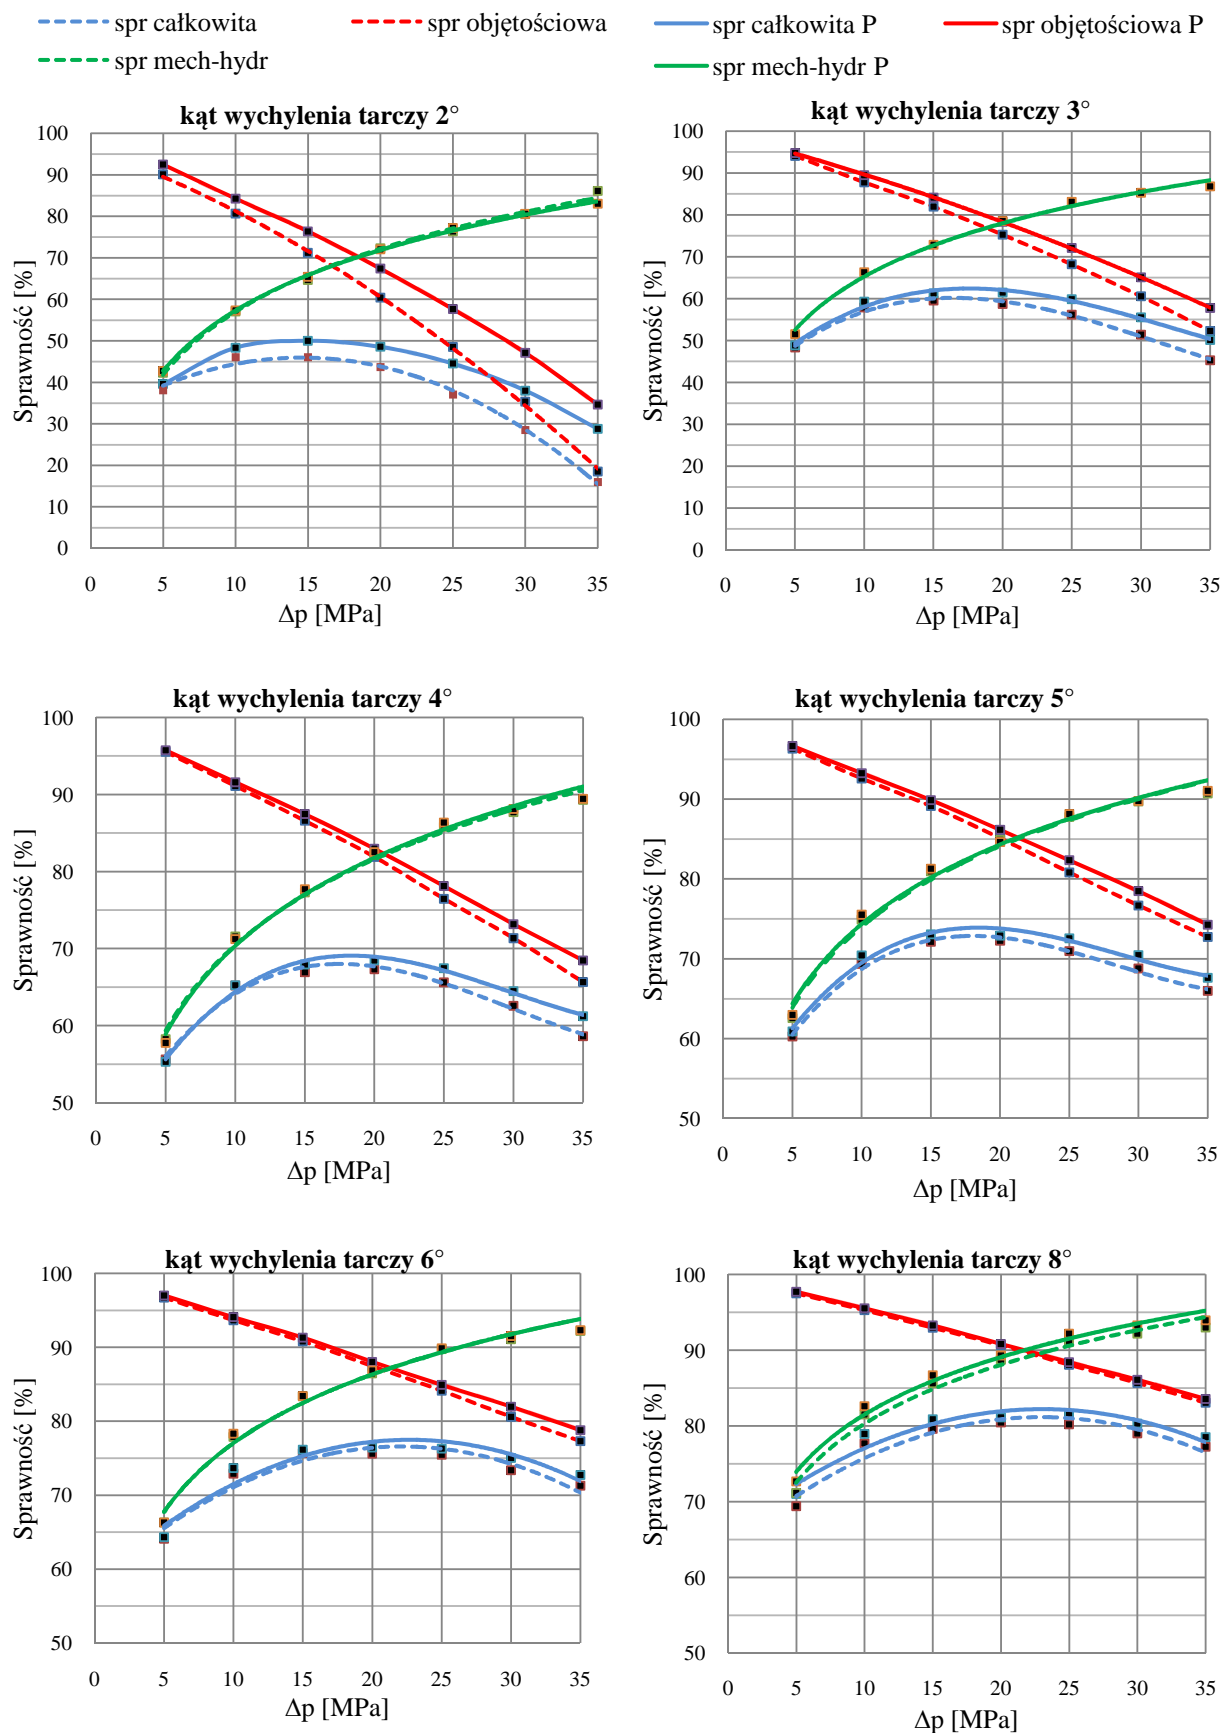 spr całkowita
spr objętościowa
spr mech-hydr
spr całkowita P
spr objętościowa P
spr mech-hydr P
kąt wychylenia tarczy 2°
Sprawność [%]
100
90
80
70
60
50
40
30
20
10
0
0 5 10 15 20 25 30 35
Δp [MPa]
kąt wychylenia tarczy 3°
Sprawność [%]
100
90
80
70
60
50
40
30
20
10
0
0 5 10 15 20 25 30 35
Δp [MPa]
kąt wychylenia tarczy 4°
Sprawność [%]
100
90
80
70
60
50
0 5 10 15 20 25 30 35
Δp [MPa]
kąt wychylenia tarczy 5°
Sprawność [%]
100
90
80
70
60
50
0 5 10 15 20 25 30 35
Δp [MPa]
kąt wychylenia tarczy 6°
Sprawność [%]
100
90
80
70
60
50
0 5 10 15 20 25 30 35
Δp [MPa]
kąt wychylenia tarczy 8°
Sprawność [%]
100
90
80
70
60
50
0 5 10 15 20 25 30 35
Δp [MPa]